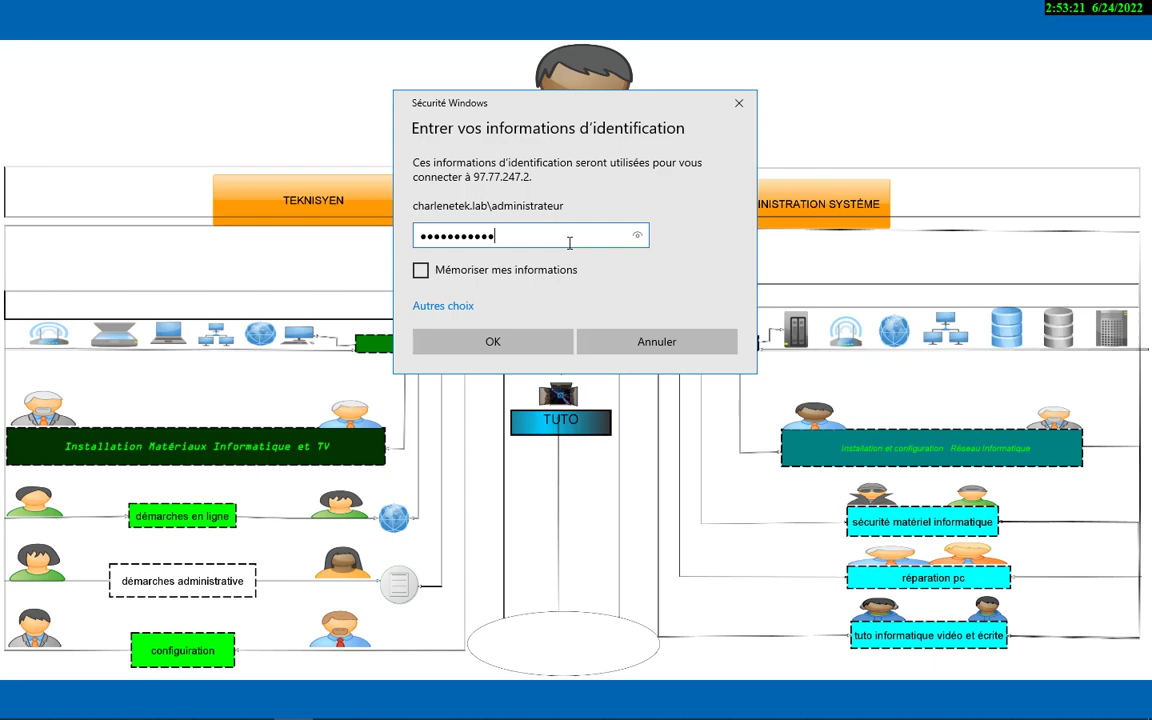 2:53:21 6/24/2022
Sécurité Windows
Entrer vos informations d'identification
Ces informations d'identification seront utilisées pour vous
connecter à 97.77.247.2.
charlenetek.lab\administrateur
●●●●●●●●●●●
Mémoriser mes informations
Autres choix
OK
Annuler
TEKNISYEN
INISTRATION SYSTÈME
TUTO
Installation Matériaux Informatique et TV
Installation et configuration Réseau Informatique
démarches en ligne
sécurité matériel informatique
démarches administrative
réparation pc
configuiration
tuto informatique vidéo et écrite